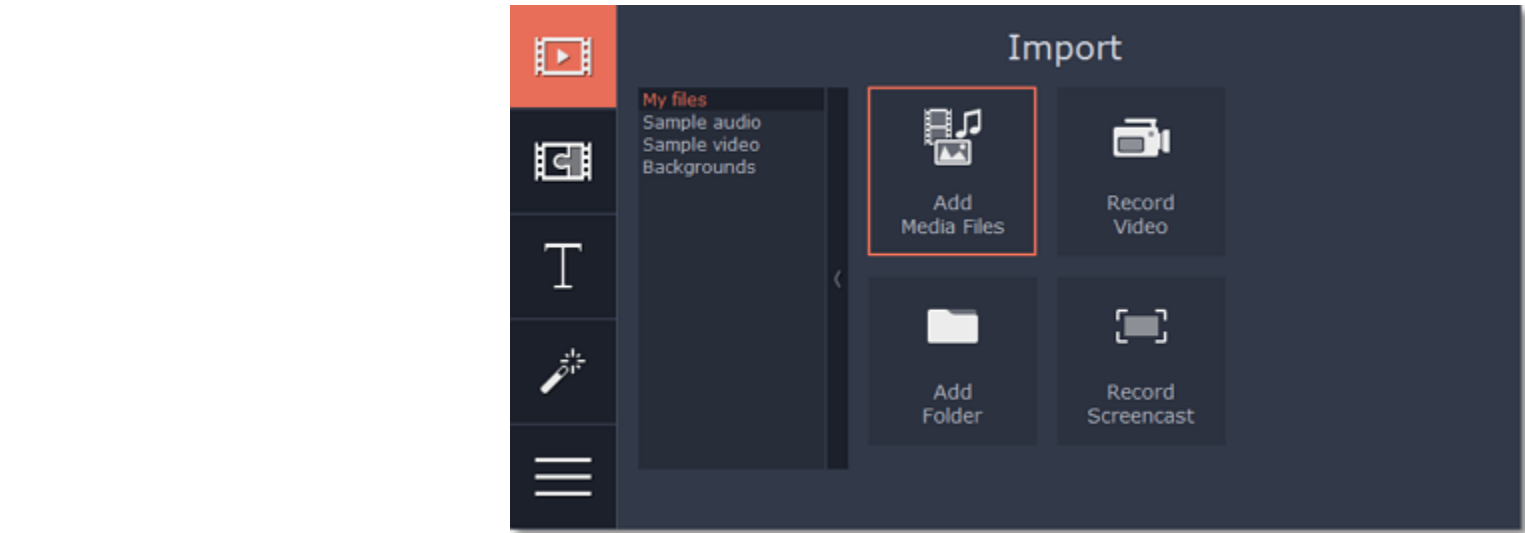 Import
My files
Sample audio
Sample video
Backgrounds
Add
Media Files
Record
Video
Add
Folder
Record
Screencast
T